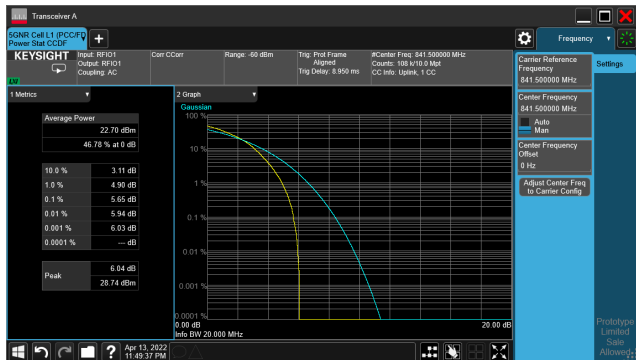 Transceiver A
5GNR Cell L1 (PCC/FD
Power Stat CCDF
KEYSIGHT
Input: RFIO1
Output: RFIO1
Coupling: AC
Corr CCorr
Range: -60 dBm
Trig: Prot Frame
Aligned
Trig Delay: 8.950 ms
#Center Freq: 841.500000 MHz
Counts: 108 k/10.0 Mpt
CC Info: Uplink, 1 CC
Frequency
Settings
Carrier Reference
Frequency
841.500000 MHz
Center Frequency
841.500000 MHz
Auto
Man
Center Frequency
Offset
0 Hz
Adjust Center Freq
to Carrier Config
1 Metrics
Average Power
22.70 dBm
46.78 % at 0 dB
10.0 % 3.11 dB
1.0 % 4.90 dB
0.1 % 5.65 dB
0.01 % 5.94 dB
0.001 % 6.03 dB
0.0001 % --- dB
Peak
6.04 dB
28.74 dBm
2 Graph
Gaussian
100 %
10 %
1 %
0.1 %
0.01 %
0.001 %
0.0001 %
0.00 dB
20.00 dB
Info BW 20.000 MHz
Apr 13, 2022
11:49:37 PM
?
Prototype
Limited
Sale
Allowed